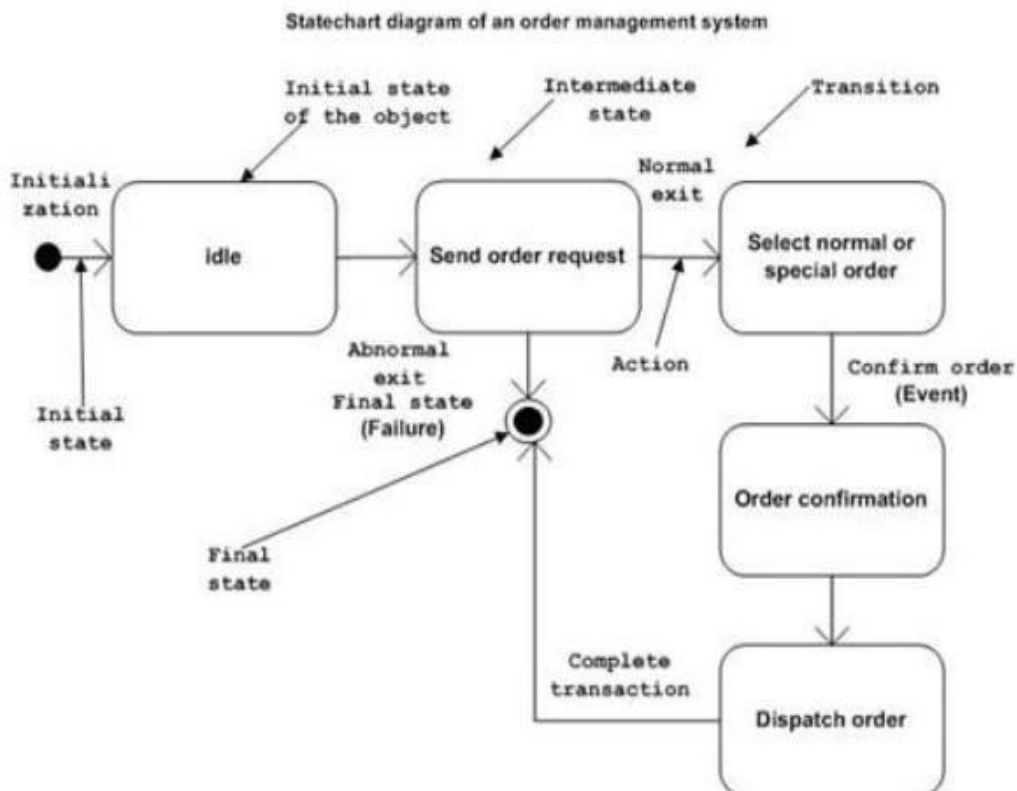 Statechart diagram of an order management system
Initial state
of the object
Intermediate
state
Transition
Initiali
zation
Normal
exit
idle
Send order request
Select normal or
special order
Abnormal
exit
Final state
(Failure)
Action
Confirm order
(Event)
Initial
state
Order confirmation
Final
state
Complete
transaction
Dispatch order